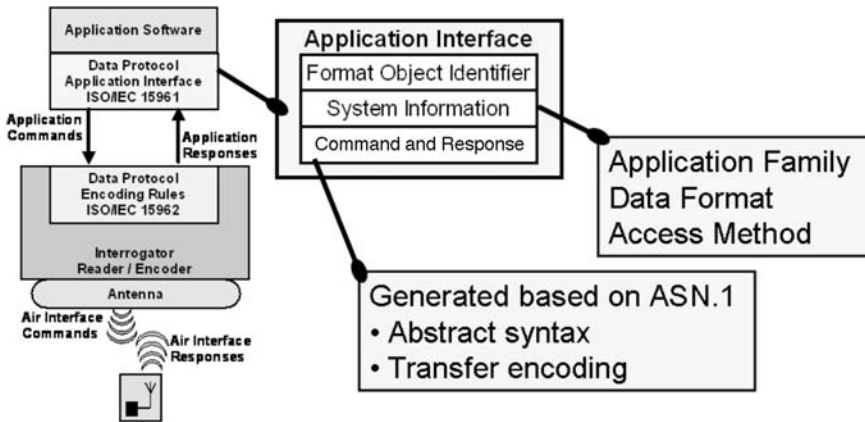 Application Software
Data Protocol
Application Interface
ISO/IEC 15961
Application
Commands
Application
Responses
Data Protocol
Encoding Rules
ISO/IEC 15962
Interrogator
Reader / Encoder
Antenna
Air Interface
Commands
Air Interface
Responses
Application Interface
Format Object Identifier
System Information
Command and Response
Application Family
Data Format
Access Method
Generated based on ASN.1
• Abstract syntax
• Transfer encoding